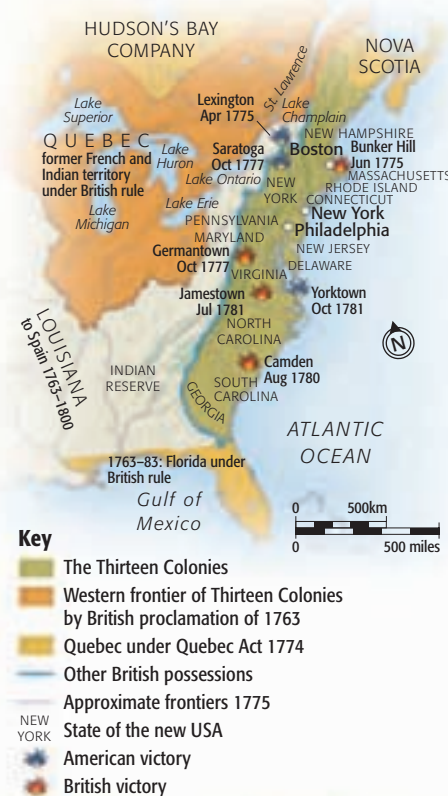 HUDSON'S BAY
COMPANY
NOVA
SCOTIA
St. Lawrence
Lake
Superior
Lexington
Apr 1775
Lake
Champlain
QUEBEC
former French and
Indian territory
under British rule
Lake
Huron
Saratoga
Oct 1777
NEW HAMPSHIRE
Boston
Bunker Hill
Jun 1775
Lake Ontario
MASSACHUSETTS
NEW
YORK
RHODE ISLAND
CONNECTICUT
Lake Erie
Lake
Michigan
New York
PENNSYLVANIA
Philadelphia
MARYLAND
NEW JERSEY
Germantown
Oct 1777
DELAWARE
VIRGINIA
Jamestown
Jul 1781
Yorktown
Oct 1781
LOUISIANA
to Spain 1763–1800
NORTH
CAROLINA
N
INDIAN
RESERVE
Camden
Aug 1780
SOUTH
CAROLINA
GEORGIA
ATLANTIC
OCEAN
1763–83: Florida under
British rule
Gulf of
Mexico
0 500km
0 500 miles
Key
The Thirteen Colonies
Western frontier of Thirteen Colonies
by British proclamation of 1763
Quebec under Quebec Act 1774
Other British possessions
Approximate frontiers 1775
NEW
YORK
State of the new USA
American victory
British victory